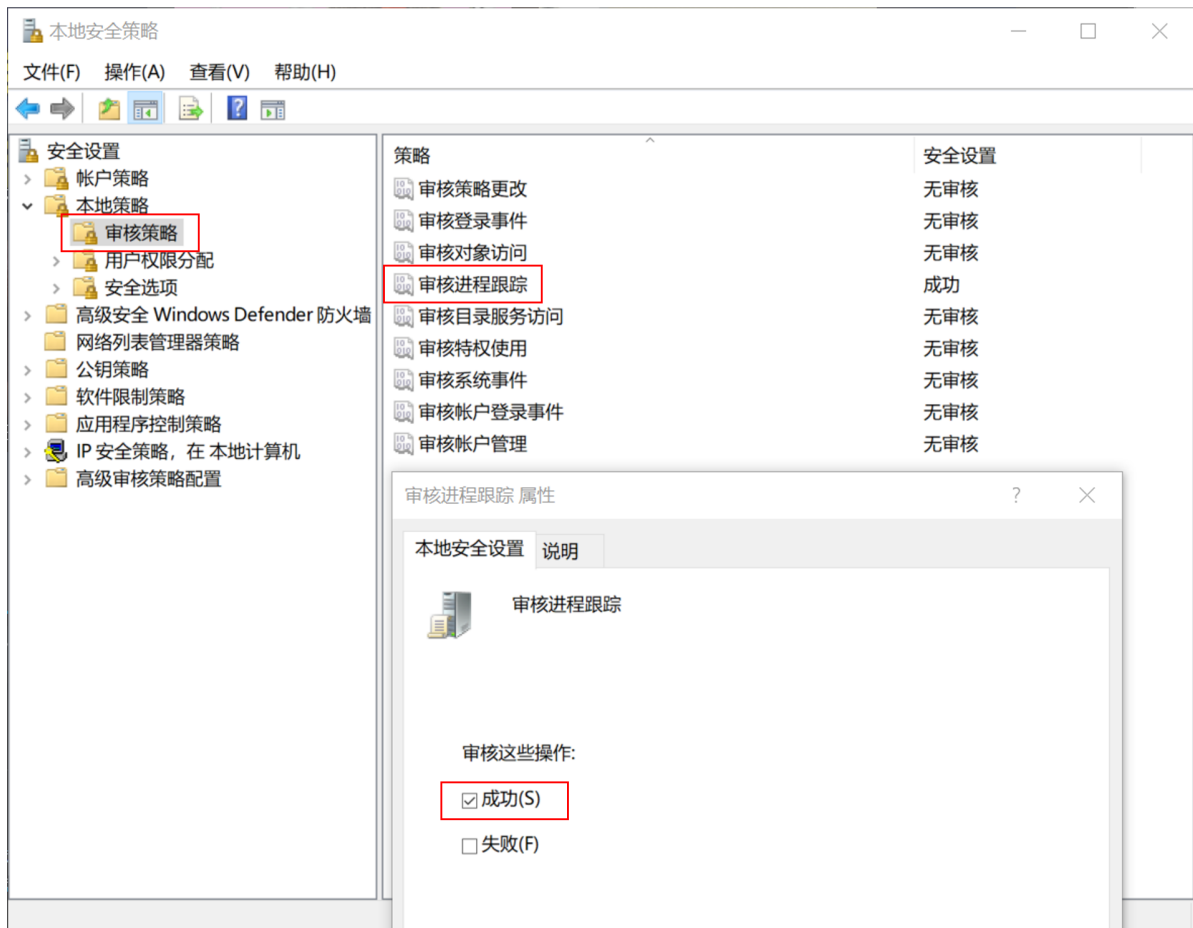 本地安全策略
文件(F) 操作(A) 查看(V) 帮助(H)
安全设置
帐户策略
本地策略
审核策略
用户权限分配
安全选项
高级安全 Windows Defender 防火墙
网络列表管理器策略
公钥策略
软件限制策略
应用程序控制策略
IP 安全策略，在 本地计算机
高级审核策略配置
策略 安全设置
审核策略更改 无审核
审核登录事件 无审核
审核对象访问 无审核
审核进程跟踪 成功
审核目录服务访问 无审核
审核特权使用 无审核
审核系统事件 无审核
审核帐户登录事件 无审核
审核帐户管理 无审核
审核进程跟踪 属性
本地安全设置 说明
审核进程跟踪
审核这些操作:
成功(S)
失败(F)